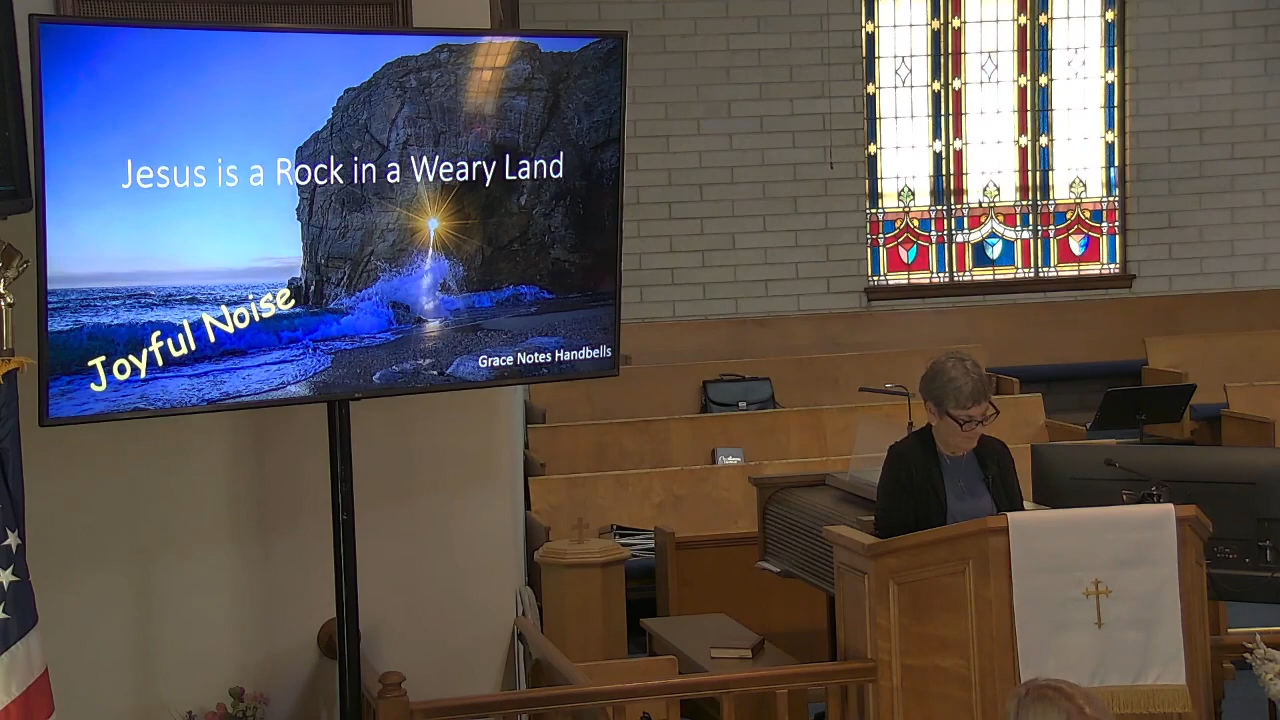 Jesus is a Rock in a Weary Land
Joyful Noise
Grace Notes Handbells